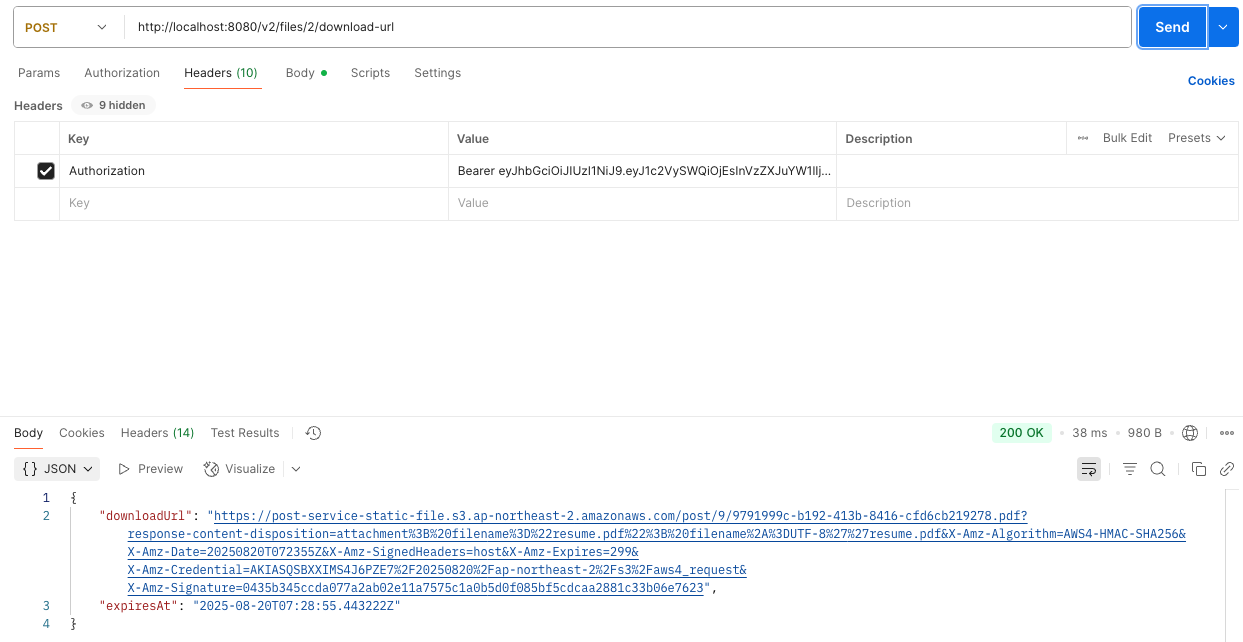 POST http://localhost:8080/v2/files/2/download-url Send
Params Authorization Headers (10) Body Scripts Settings
Cookies
Headers 9 hidden
Key Value Description Bulk Edit Presets
Authorization Bearer eyJhbGciOiJIUzI1NiJ9.eyJ1c2VySWQiOjEsInVzZXJuYW1lIj...
Key Value Description
Body Cookies Headers (14) Test Results 200 OK 38 ms 980 B
{} JSON Preview Visualize
1 {
2 "downloadUrl": "https://post-service-static-file.s3.ap-northeast-2.amazonaws.com/post/9/9791999c-b192-413b-8416-cfd6cb219278.pdf?
response-content-disposition=attachment%3B%20filename%3D%22resume.pdf%22%3B%20filename%2A%3DUTF-8%27%27resume.pdf&X-Amz-Algorithm=AWS4-HMAC-SHA256&
X-Amz-Date=20250820T072355Z&X-Amz-SignedHeaders=host&X-Amz-Expires=299&
X-Amz-Credential=AKIASQSBXXIMS4J6PZE7%2F20250820%2Fap-northeast-2%2Fs3%2Faws4_request&
X-Amz-Signature=0435b345ccda077a2ab02e11a7575c1a0b5d0f085bf5cdcaa2881c33b06e7623",
3 "expiresAt": "2025-08-20T07:28:55.443222Z"
4 }